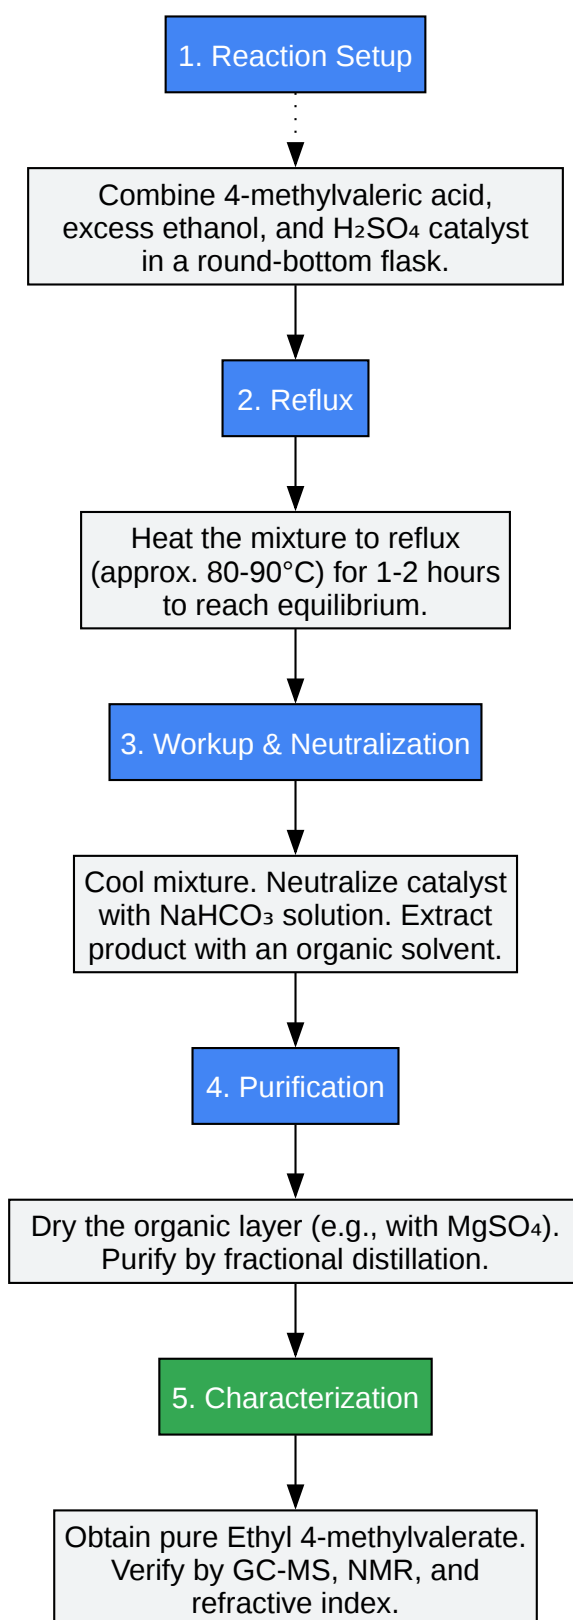 1. Reaction Setup
Combine 4-methylvaleric acid,
excess ethanol, and H₂SO₄ catalyst
in a round-bottom flask.
2. Reflux
Heat the mixture to reflux
(approx. 80-90°C) for 1-2 hours
to reach equilibrium.
3. Workup & Neutralization
Cool mixture. Neutralize catalyst
with NaHCO₃ solution. Extract
product with an organic solvent.
4. Purification
Dry the organic layer (e.g., with MgSO₄).
Purify by fractional distillation.
5. Characterization
Obtain pure Ethyl 4-methylvalerate.
Verify by GC-MS, NMR, and
refractive index.